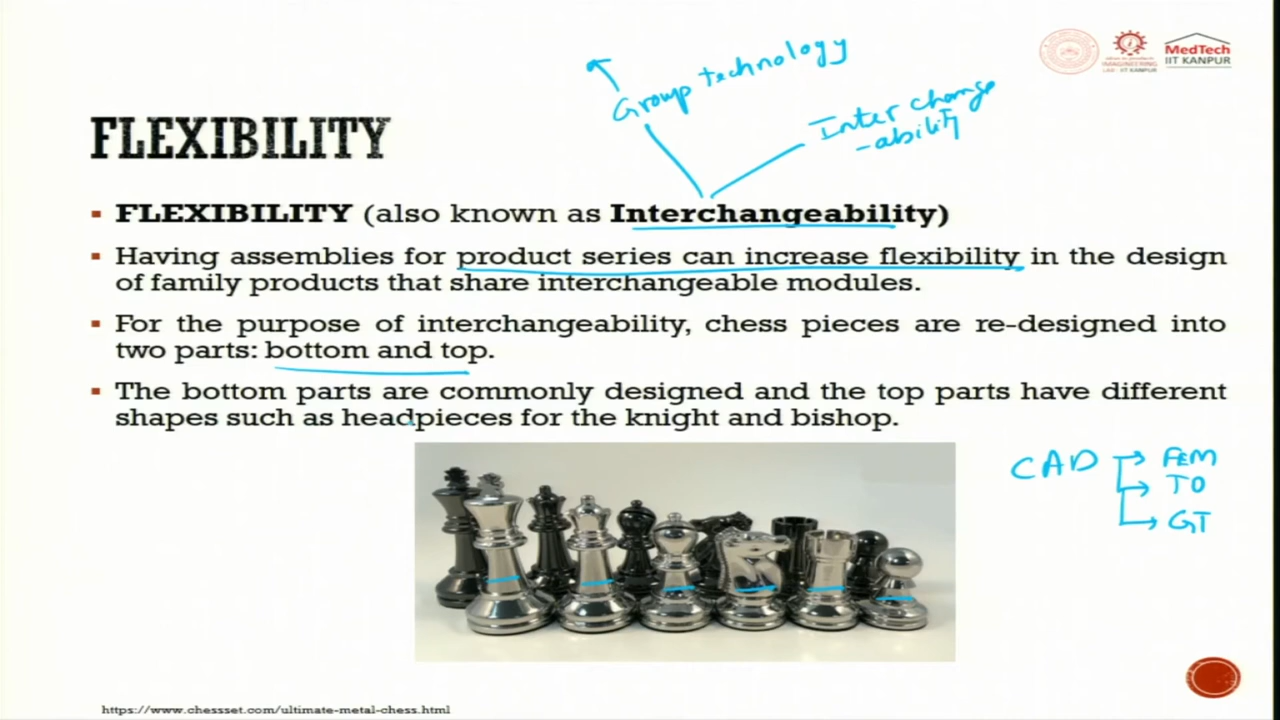 Group technology
Inter change
-ability
MedTech
IIT KANPUR
IMAGINEERING
LAB : IIT KANPUR
FLEXIBILITY
▪ FLEXIBILITY (also known as Interchangeability)
▪ Having assemblies for product series can increase flexibility in the design
of family products that share interchangeable modules.
▪ For the purpose of interchangeability, chess pieces are re-designed into
two parts: bottom and top.
▪ The bottom parts are commonly designed and the top parts have different
shapes such as headpieces for the knight and bishop.
CAD → FEM
→ TO
→ GT
https://www.chessset.com/ultimate-metal-chess.html